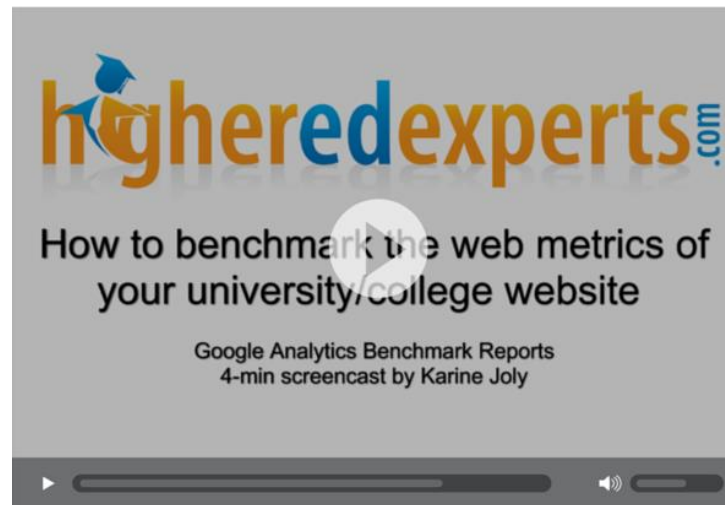 higheredexperts.com
How to benchmark the web metrics of
your university/college website
Google Analytics Benchmark Reports
4-min screencast by Karine Joly